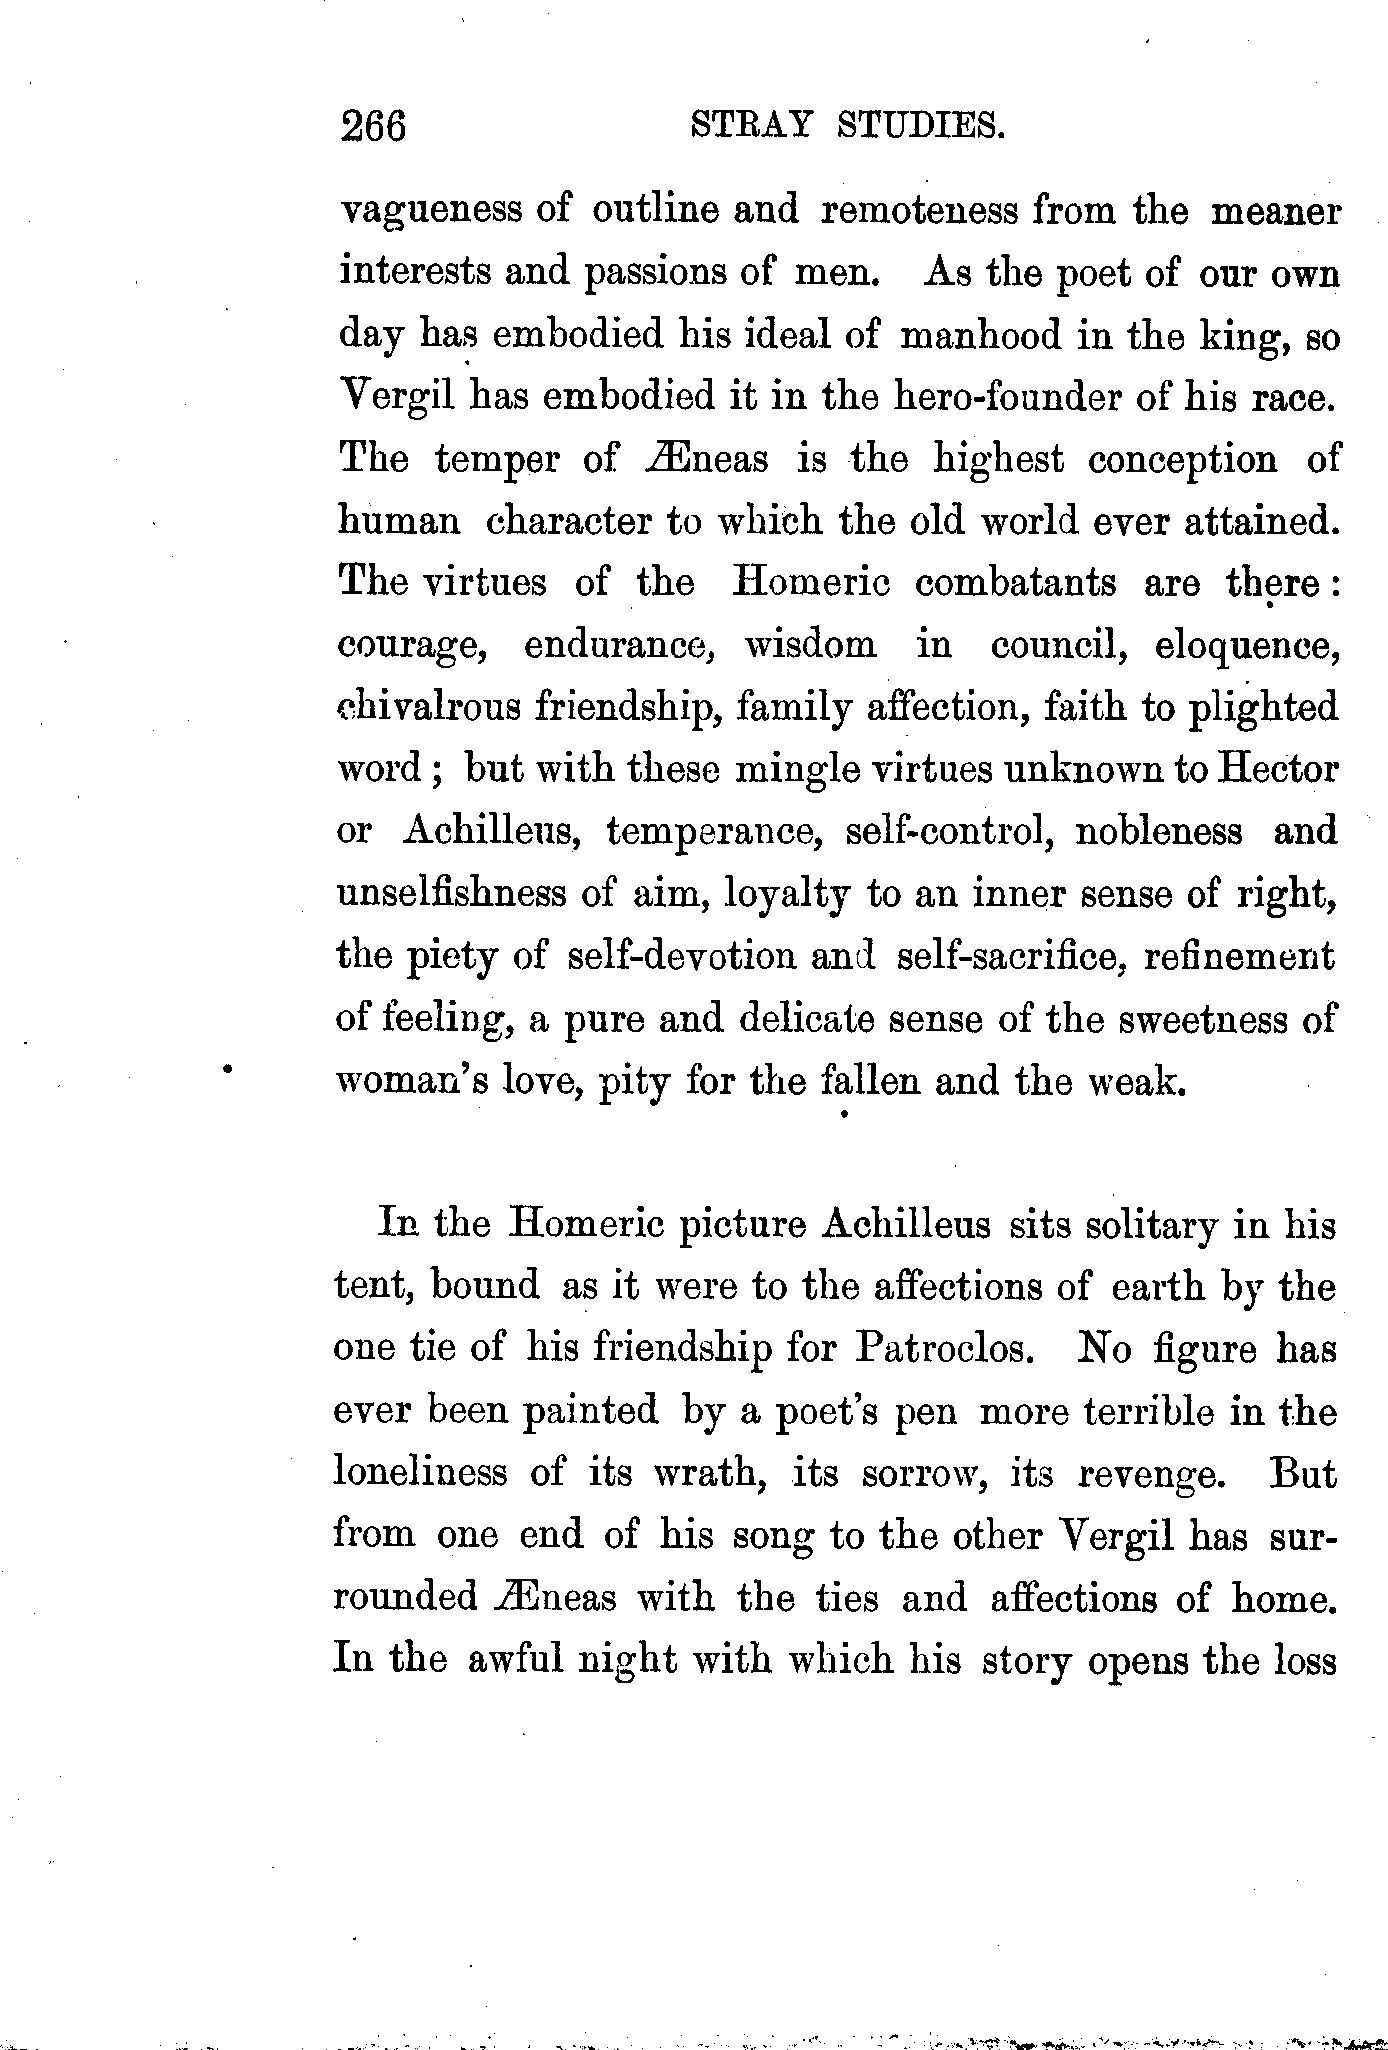 266 STRAY STUDIES.
vagueness of outline and remoteness from the meaner
interests and passions of men. As the poet of our own
day has embodied his ideal of manhood in the king, so
Vergil has embodied it in the hero-founder of his race.
The temper of Æneas is the highest conception of
human character to which the old world ever attained.
The virtues of the Homeric combatants are there :
courage, endurance, wisdom in council, eloquence,
chivalrous friendship, family affection, faith to plighted
word ; but with these mingle virtues unknown to Hector
or Achilleus, temperance, self-control, nobleness and
unselfishness of aim, loyalty to an inner sense of right,
the piety of self-devotion and self-sacrifice, refinement
of feeling, a pure and delicate sense of the sweetness of
woman's love, pity for the fallen and the weak.
In the Homeric picture Achilleus sits solitary in his
tent, bound as it were to the affections of earth by the
one tie of his friendship for Patroclos. No figure has
ever been painted by a poet's pen more terrible in the
loneliness of its wrath, its sorrow, its revenge. But
from one end of his song to the other Vergil has sur-
rounded Æneas with the ties and affections of home.
In the awful night with which his story opens the loss